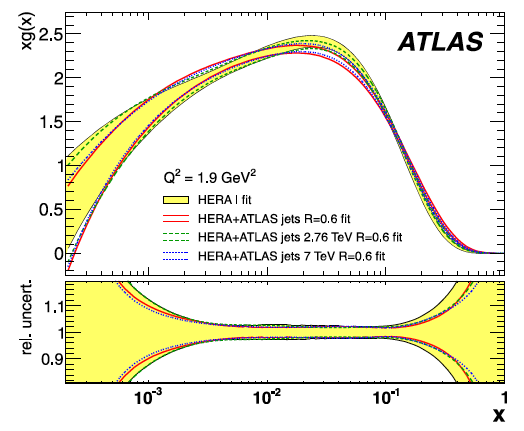 xg(x)
ATLAS
2.5
2
1.5
1
0.5
0
Q² = 1.9 GeV²
HERA I fit
HERA+ATLAS jets R=0.6 fit
HERA+ATLAS jets 2.76 TeV R=0.6 fit
HERA+ATLAS jets 7 TeV R=0.6 fit
rel. uncert.
1.1
1
0.9
10⁻³ 10⁻² 10⁻¹ 1
x